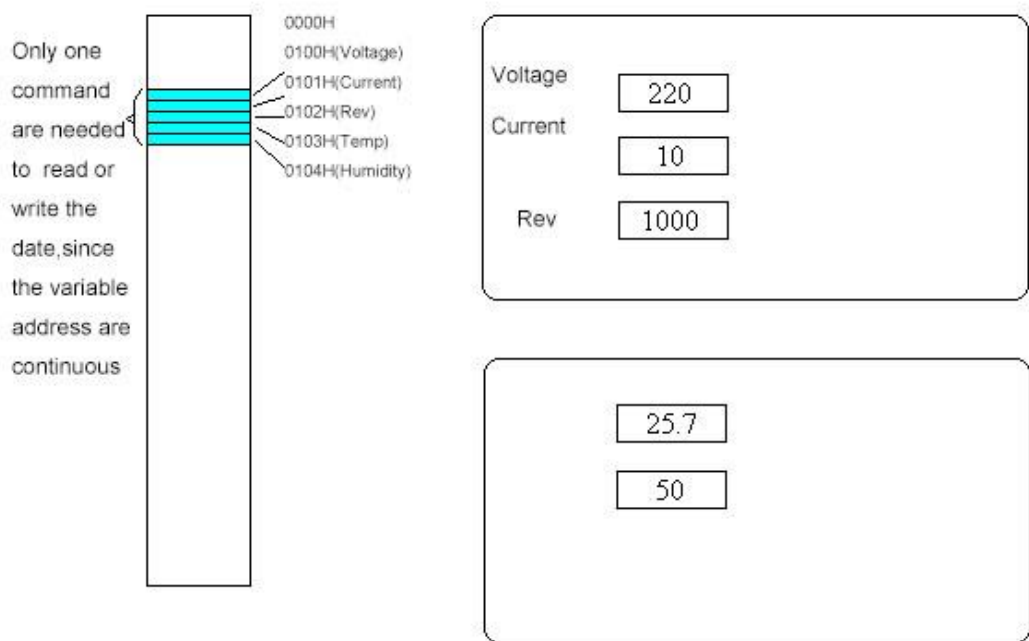 Only one
command
are needed
to read or
write the
date,since
the variable
address are
continuous
0000H
0100H(Voltage)
0101H(Current)
0102H(Rev)
0103H(Temp)
0104H(Humidity)
Voltage
220
Current
10
Rev
1000
25.7
50